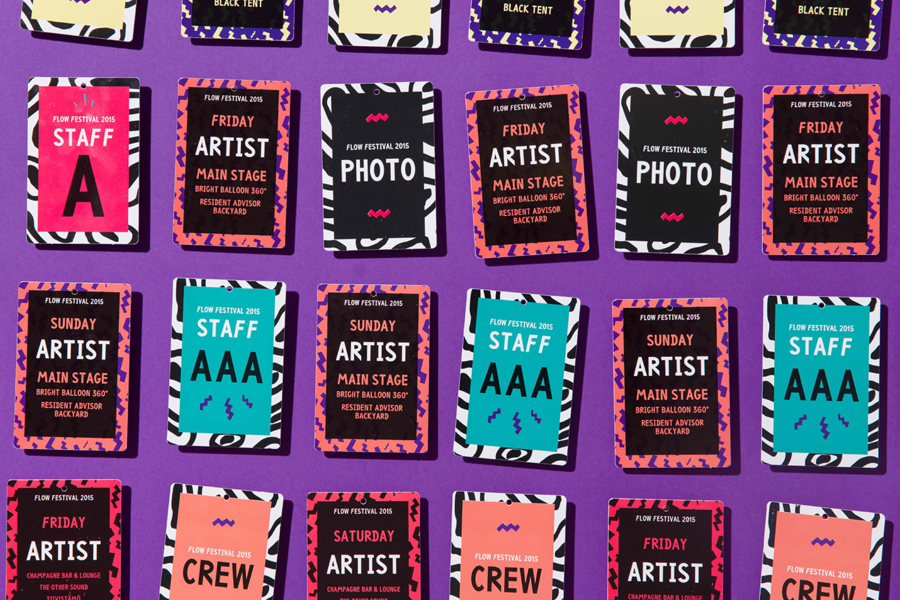 BLACK TENT
BLACK TENT
BLACK TENT
FLOW FESTIVAL 2015
STAFF
A
FLOW FESTIVAL 2015
FRIDAY
ARTIST
MAIN STAGE
BRIGHT BALLOON 360°
RESIDENT ADVISOR
BACKYARD
FLOW FESTIVAL 2015
PHOTO
FLOW FESTIVAL 2015
FRIDAY
ARTIST
MAIN STAGE
BRIGHT BALLOON 360°
RESIDENT ADVISOR
BACKYARD
FLOW FESTIVAL 2015
PHOTO
FLOW FESTIVAL 2015
FRIDAY
ARTIST
MAIN STAGE
BRIGHT BALLOON 360°
RESIDENT ADVISOR
BACKYARD
FLOW FESTIVAL 2015
SUNDAY
ARTIST
MAIN STAGE
BRIGHT BALLOON 360°
RESIDENT ADVISOR
BACKYARD
FLOW FESTIVAL 2015
STAFF
AAA
FLOW FESTIVAL 2015
SUNDAY
ARTIST
MAIN STAGE
BRIGHT BALLOON 360°
RESIDENT ADVISOR
BACKYARD
FLOW FESTIVAL 2015
STAFF
AAA
FLOW FESTIVAL 2015
SUNDAY
ARTIST
MAIN STAGE
BRIGHT BALLOON 360°
RESIDENT ADVISOR
BACKYARD
FLOW FESTIVAL 2015
STAFF
AAA
FLOW FESTIVAL 2015
FRIDAY
ARTIST
CHAMPAGNE BAR & LOUNGE
THE OTHER SOUND
FLOW FESTIVAL 2015
CREW
FLOW FESTIVAL 2015
SATURDAY
ARTIST
CHAMPAGNE BAR & LOUNGE
FLOW FESTIVAL 2015
CREW
FLOW FESTIVAL 2015
FRIDAY
ARTIST
CHAMPAGNE BAR & LOUNGE
FLOW FESTIVAL 2015
CREW